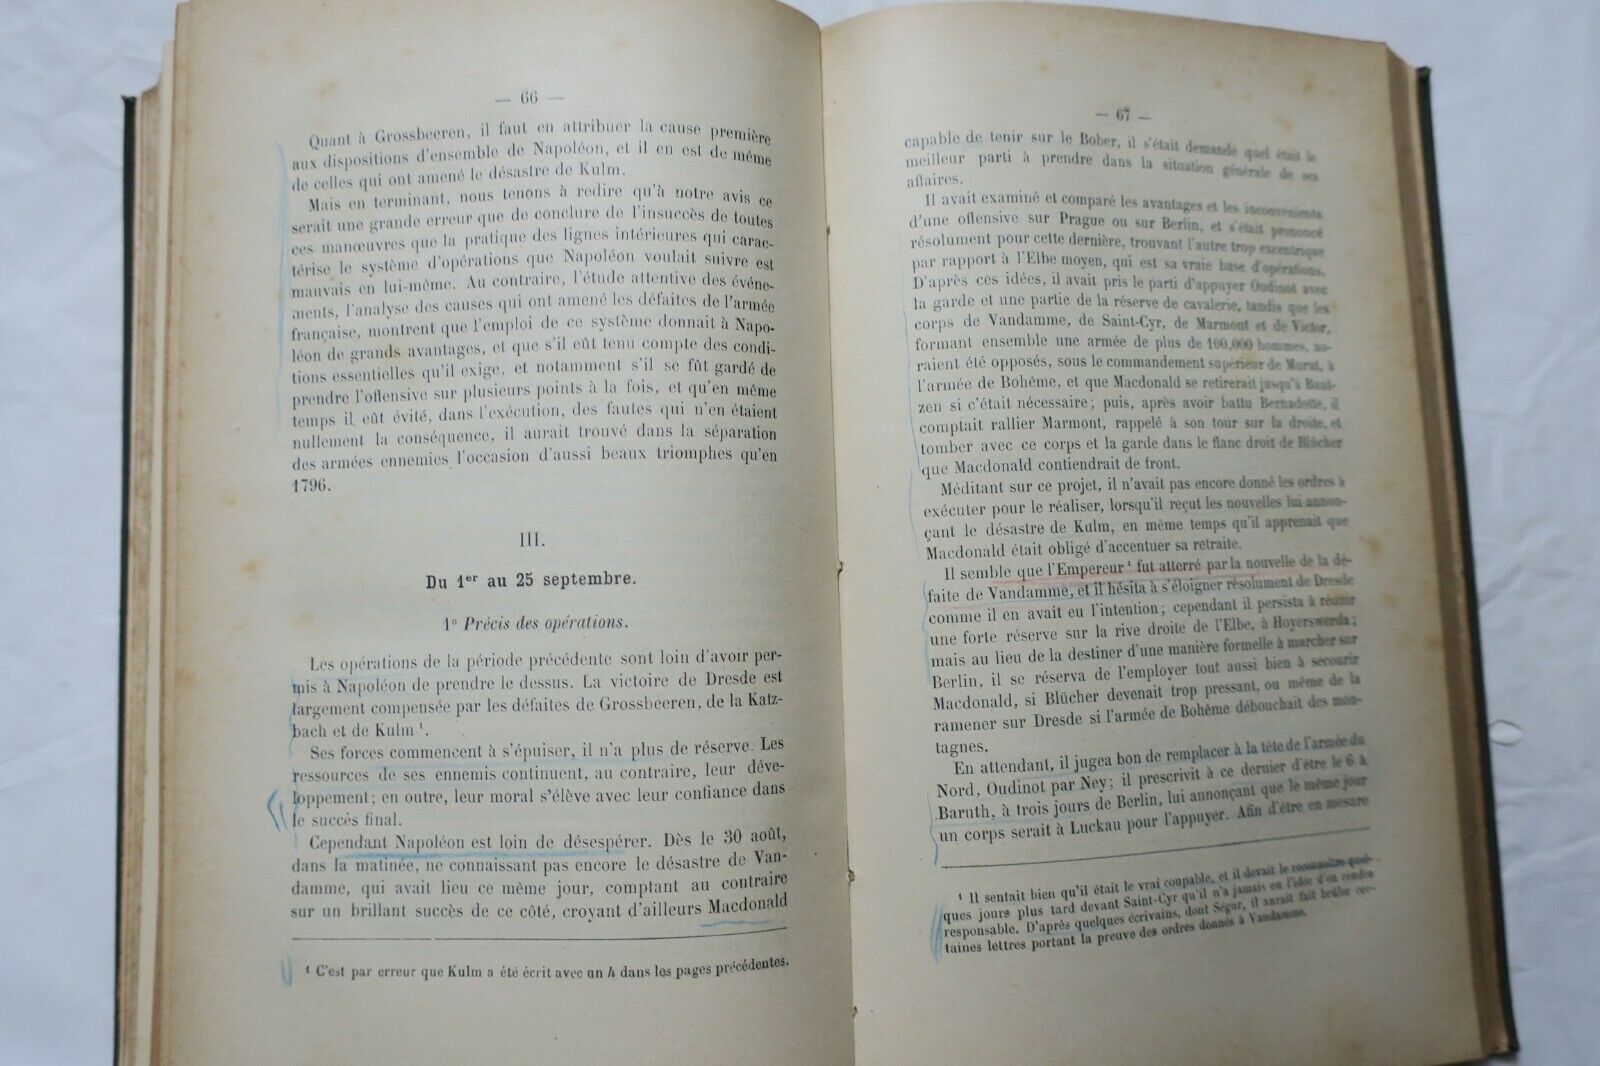 — 66 —
Quant à Grossbeeren, il faut en attribuer la cause première
aux dispositions d'ensemble de Napoléon, et il en est de même
de celles qui ont amené le désastre de Kulm.
Mais en terminant, nous tenons à redire qu'à notre avis ce
serait une grande erreur que de conclure de l'insuccès de toutes
ces manœuvres que la pratique des lignes intérieures qui carac-
térise le système d'opérations que Napoléon voulait suivre est
mauvais en lui-même. Au contraire, l'étude attentive des événe-
ments, l'analyse des causes qui ont amené les défaites de l'armée
française, montrent que l'emploi de ce système donnait à Napo-
léon de grands avantages, et que s'il eût tenu compte des condi-
tions essentielles qu'il exige, et notamment s'il se fût gardé de
prendre l'offensive sur plusieurs points à la fois, et qu'en même
temps il eût évité, dans l'exécution, des fautes qui n'en étaient
nullement la conséquence, il aurait trouvé dans la séparation
des armées ennemies l'occasion d'aussi beaux triomphes qu'en
1796.
III.
Du 1er au 25 septembre.
1° Précis des opérations.
Les opérations de la période précédente sont loin d'avoir per-
mis à Napoléon de prendre le dessus. La victoire de Dresde est
largement compensée par les défaites de Grossbeeren, de la Katz-
bach et de Kulm 1.
Ses forces commencent à s'épuiser, il n'a plus de réserve. Les
ressources de ses ennemis continuent, au contraire, leur déve-
loppement; en outre, leur moral s'élève avec leur confiance dans
le succès final.
Cependant Napoléon est loin de désespérer. Dès le 30 août,
dans la matinée, ne connaissant pas encore le désastre de Van-
damme, qui avait lieu ce même jour, comptant au contraire
sur un brillant succès de ce côté, croyant d'ailleurs Macdonald
1 C'est par erreur que Kulm a été écrit avec un h dans les pages précédentes.
— 67 —
capable de tenir sur le Bober, il s'était demandé quel était le
meilleur parti à prendre dans la situation générale de ses
affaires.
Il avait examiné et comparé les avantages et les inconvénients
d'une offensive sur Prague ou sur Berlin, et s'était prononcé
résolument pour cette dernière, trouvant l'autre trop excentrique
par rapport à l'Elbe moyen, qui est sa vraie base d'opérations.
D'après ces idées, il avait pris le parti d'appuyer Oudinot avec
la garde et une partie de la réserve de cavalerie, tandis que les
corps de Vandamme, de Saint-Cyr, de Marmont et de Victor,
formant ensemble une armée de plus de 100,000 hommes, au-
raient été opposés, sous le commandement supérieur de Murat, à
l'armée de Bohême, et que Macdonald se retirerait jusqu'à Baut-
zen si c'était nécessaire; puis, après avoir battu Bernadotte, il
comptait rallier Marmont, rappelé à son tour sur la droite, et
tomber avec ce corps et la garde dans le flanc droit de Blücher
que Macdonald contiendrait de front.
Méditant sur ce projet, il n'avait pas encore donné les ordres à
exécuter pour le réaliser, lorsqu'il reçut les nouvelles lui annon-
çant le désastre de Kulm, en même temps qu'il apprenait que
Macdonald était obligé d'accentuer sa retraite.
Il semble que l'Empereur 1 fut atterré par la nouvelle de la dé-
faite de Vandamme, et il hésita à s'éloigner résolument de Dresde
comme il en avait eu l'intention; cependant il persista à réunir
une forte réserve sur la rive droite de l'Elbe, à Hoyerswerda;
mais au lieu de la destiner d'une manière formelle à marcher sur
Berlin, il se réserva de l'employer tout aussi bien à secourir
Macdonald, si Blücher devenait trop pressant, ou même de la
ramener sur Dresde si l'armée de Bohême débouchait des mon-
tagnes.
En attendant, il jugea bon de remplacer à la tête de l'armée du
Nord, Oudinot par Ney; il prescrivit à ce dernier d'être le 6 à
Baruth, à trois jours de Berlin, lui annonçant que le même jour
un corps serait à Luckau pour l'appuyer. Afin d'être en mesure
1 Il sentait bien qu'il était le vrai coupable, et il devait le reconnaître quel-
ques jours plus tard devant Saint-Cyr qu'il n'a jamais eu l'idée d'en rendre
responsable. D'après quelques écrivains, dont Ségur, il aurait fait brûler cer-
taines lettres portant la preuve des ordres donnés à Vandamme.